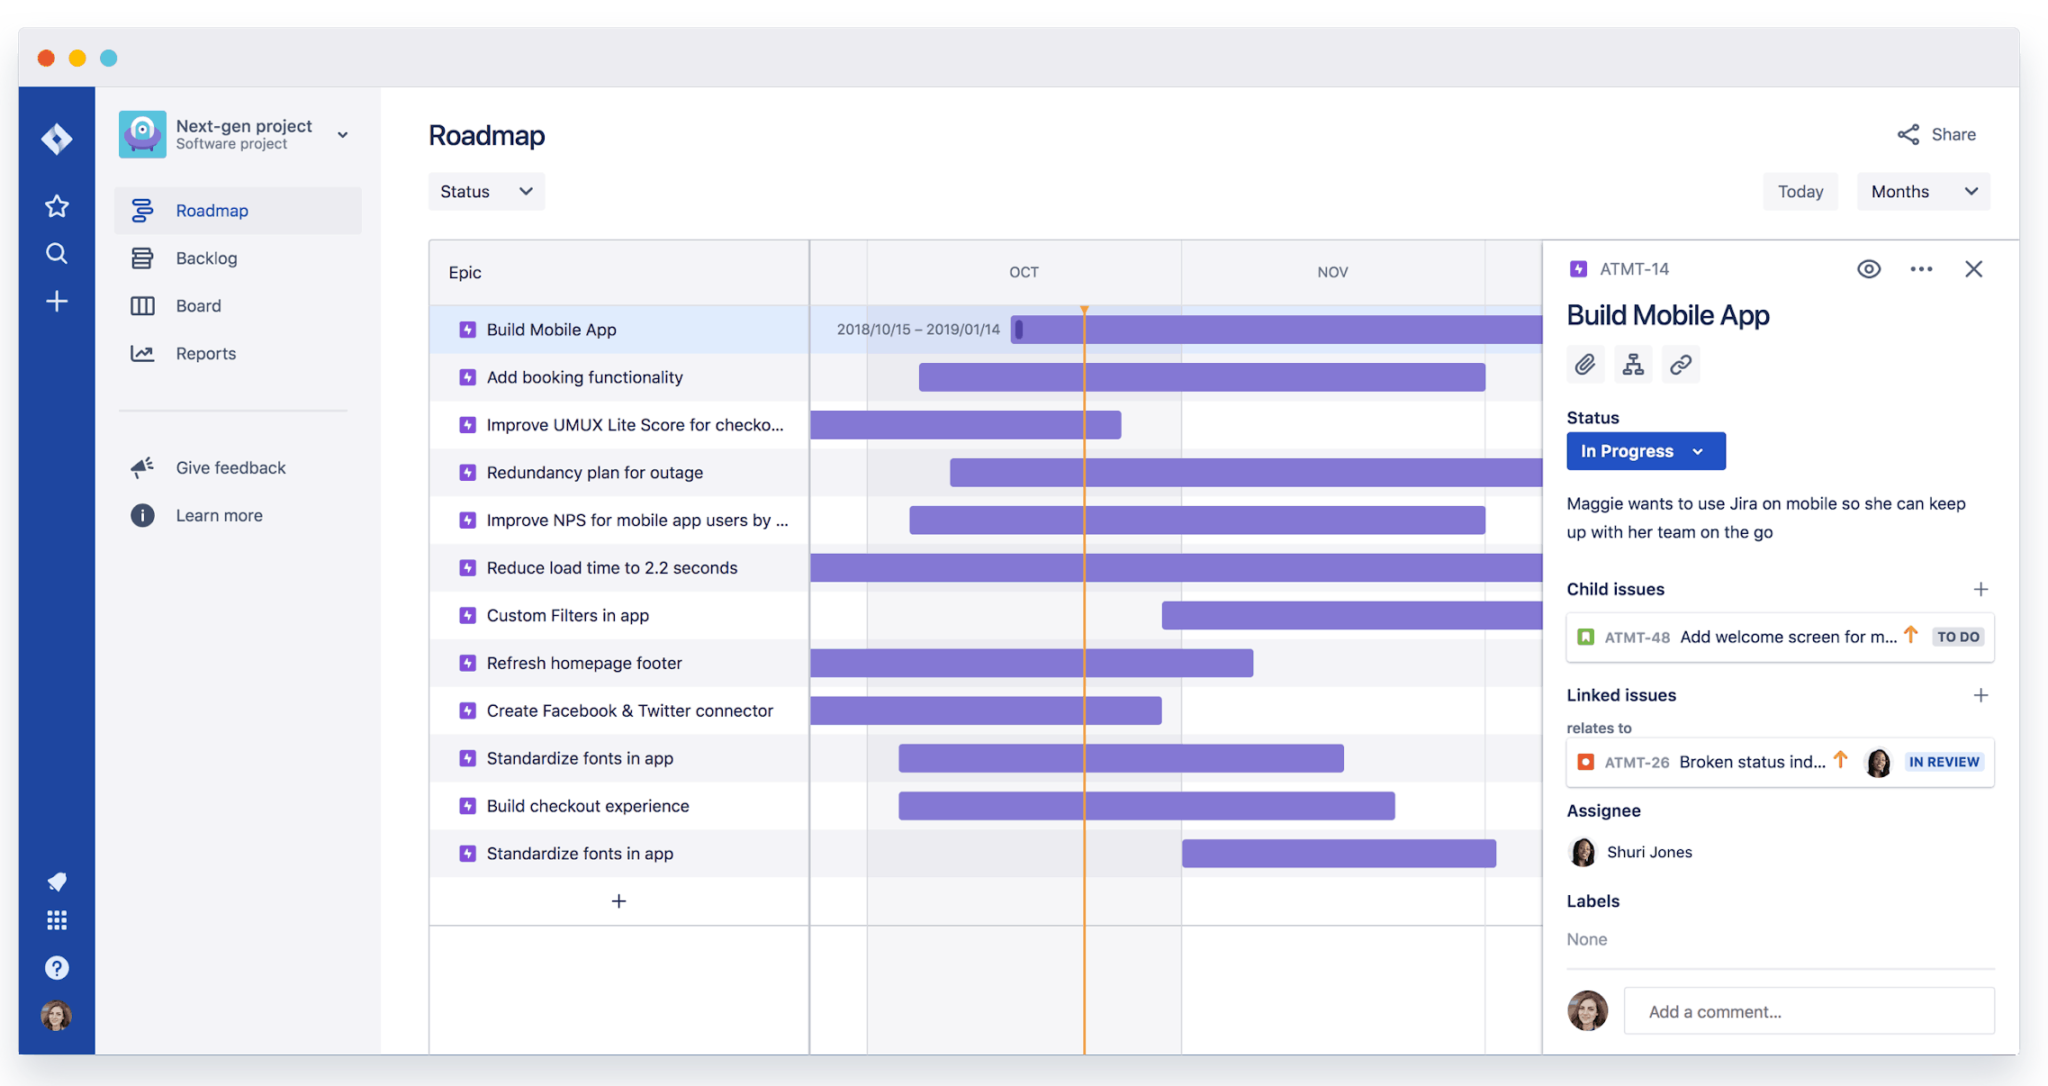 Next-gen project
Software project
Roadmap
Backlog
Board
Reports
Give feedback
Learn more
Roadmap
Share
Status
Today
Months
Epic
OCT
NOV
Build Mobile App
2018/10/15 – 2019/01/14
Add booking functionality
Improve UMUX Lite Score for checko...
Redundancy plan for outage
Improve NPS for mobile app users by ...
Reduce load time to 2.2 seconds
Custom Filters in app
Refresh homepage footer
Create Facebook & Twitter connector
Standardize fonts in app
Build checkout experience
Standardize fonts in app
ATMT-14
Build Mobile App
Status
In Progress
Maggie wants to use Jira on mobile so she can keep
up with her team on the go
Child issues
ATMT-48 Add welcome screen for m... TO DO
Linked issues
relates to
ATMT-26 Broken status ind... IN REVIEW
Assignee
Shuri Jones
Labels
None
Add a comment...